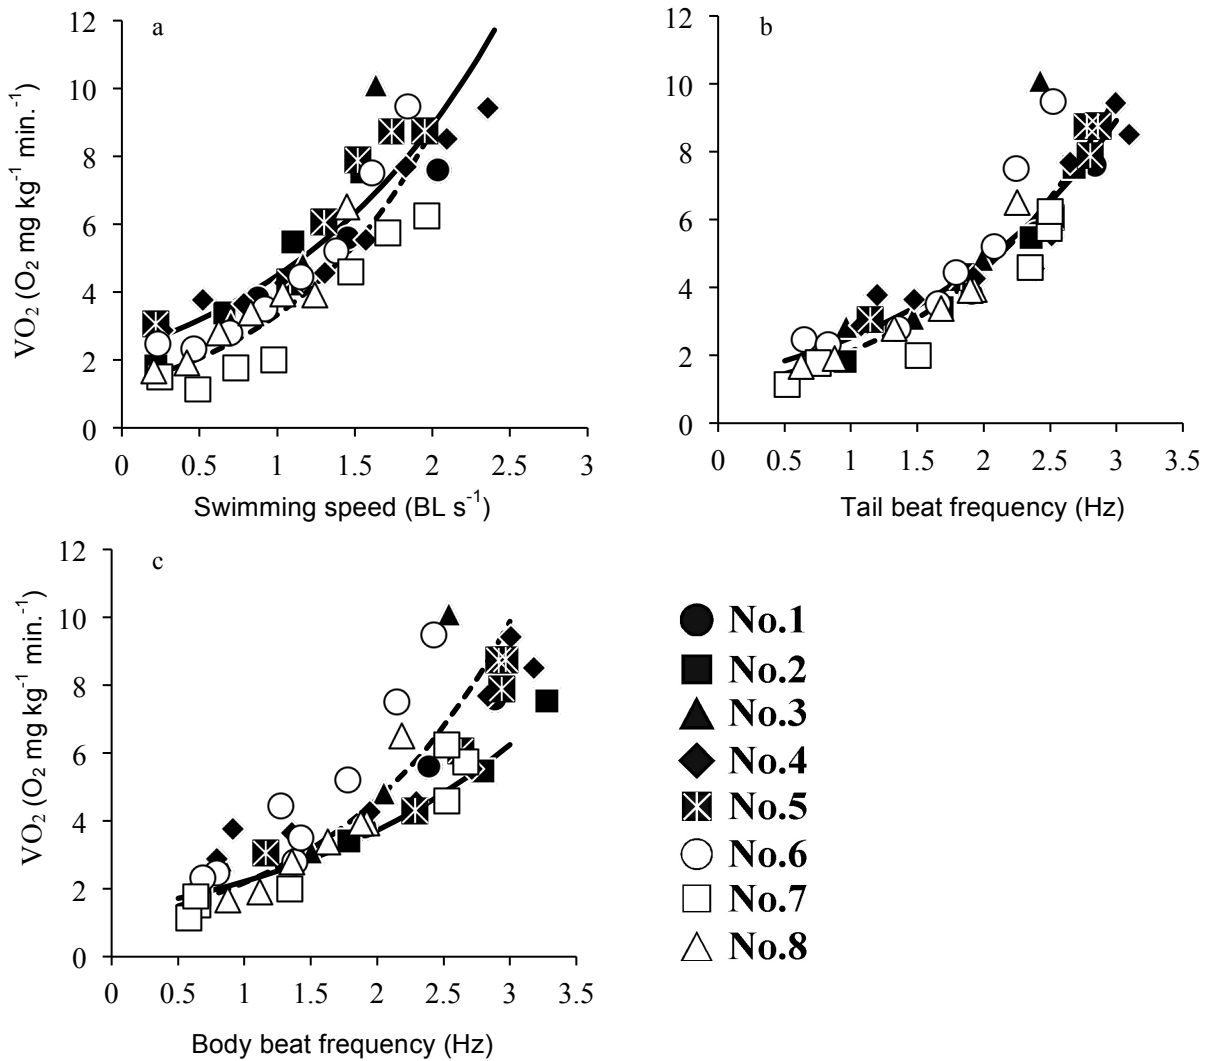 a
12
10
8
6
4
2
0
VO2 (O2 mg kg-1 min.-1)
0 0.5 1 1.5 2 2.5 3
Swimming speed (BL s-1)
b
12
10
8
6
4
2
0
0 0.5 1 1.5 2 2.5 3 3.5
Tail beat frequency (Hz)
c
12
10
8
6
4
2
0
VO2 (O2 mg kg-1 min.-1)
0 0.5 1 1.5 2 2.5 3 3.5
Body beat frequency (Hz)
No.1
No.2
No.3
No.4
No.5
No.6
No.7
No.8